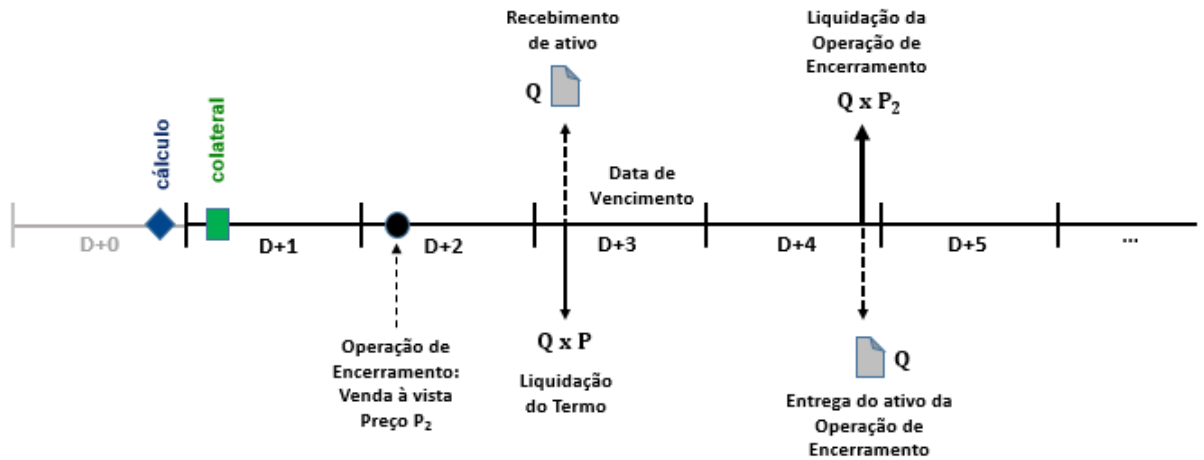 Recebimento
de ativo
Q
Liquidação da
Operação de
Encerramento
Q x P₂
cálculo
colateral
Data de
Vencimento
D+0
D+1
D+2
D+3
D+4
D+5
...
Operação de
Encerramento:
Venda à vista
Preço P₂
Q x P
Liquidação
do Termo
Q
Entrega do ativo da
Operação de
Encerramento